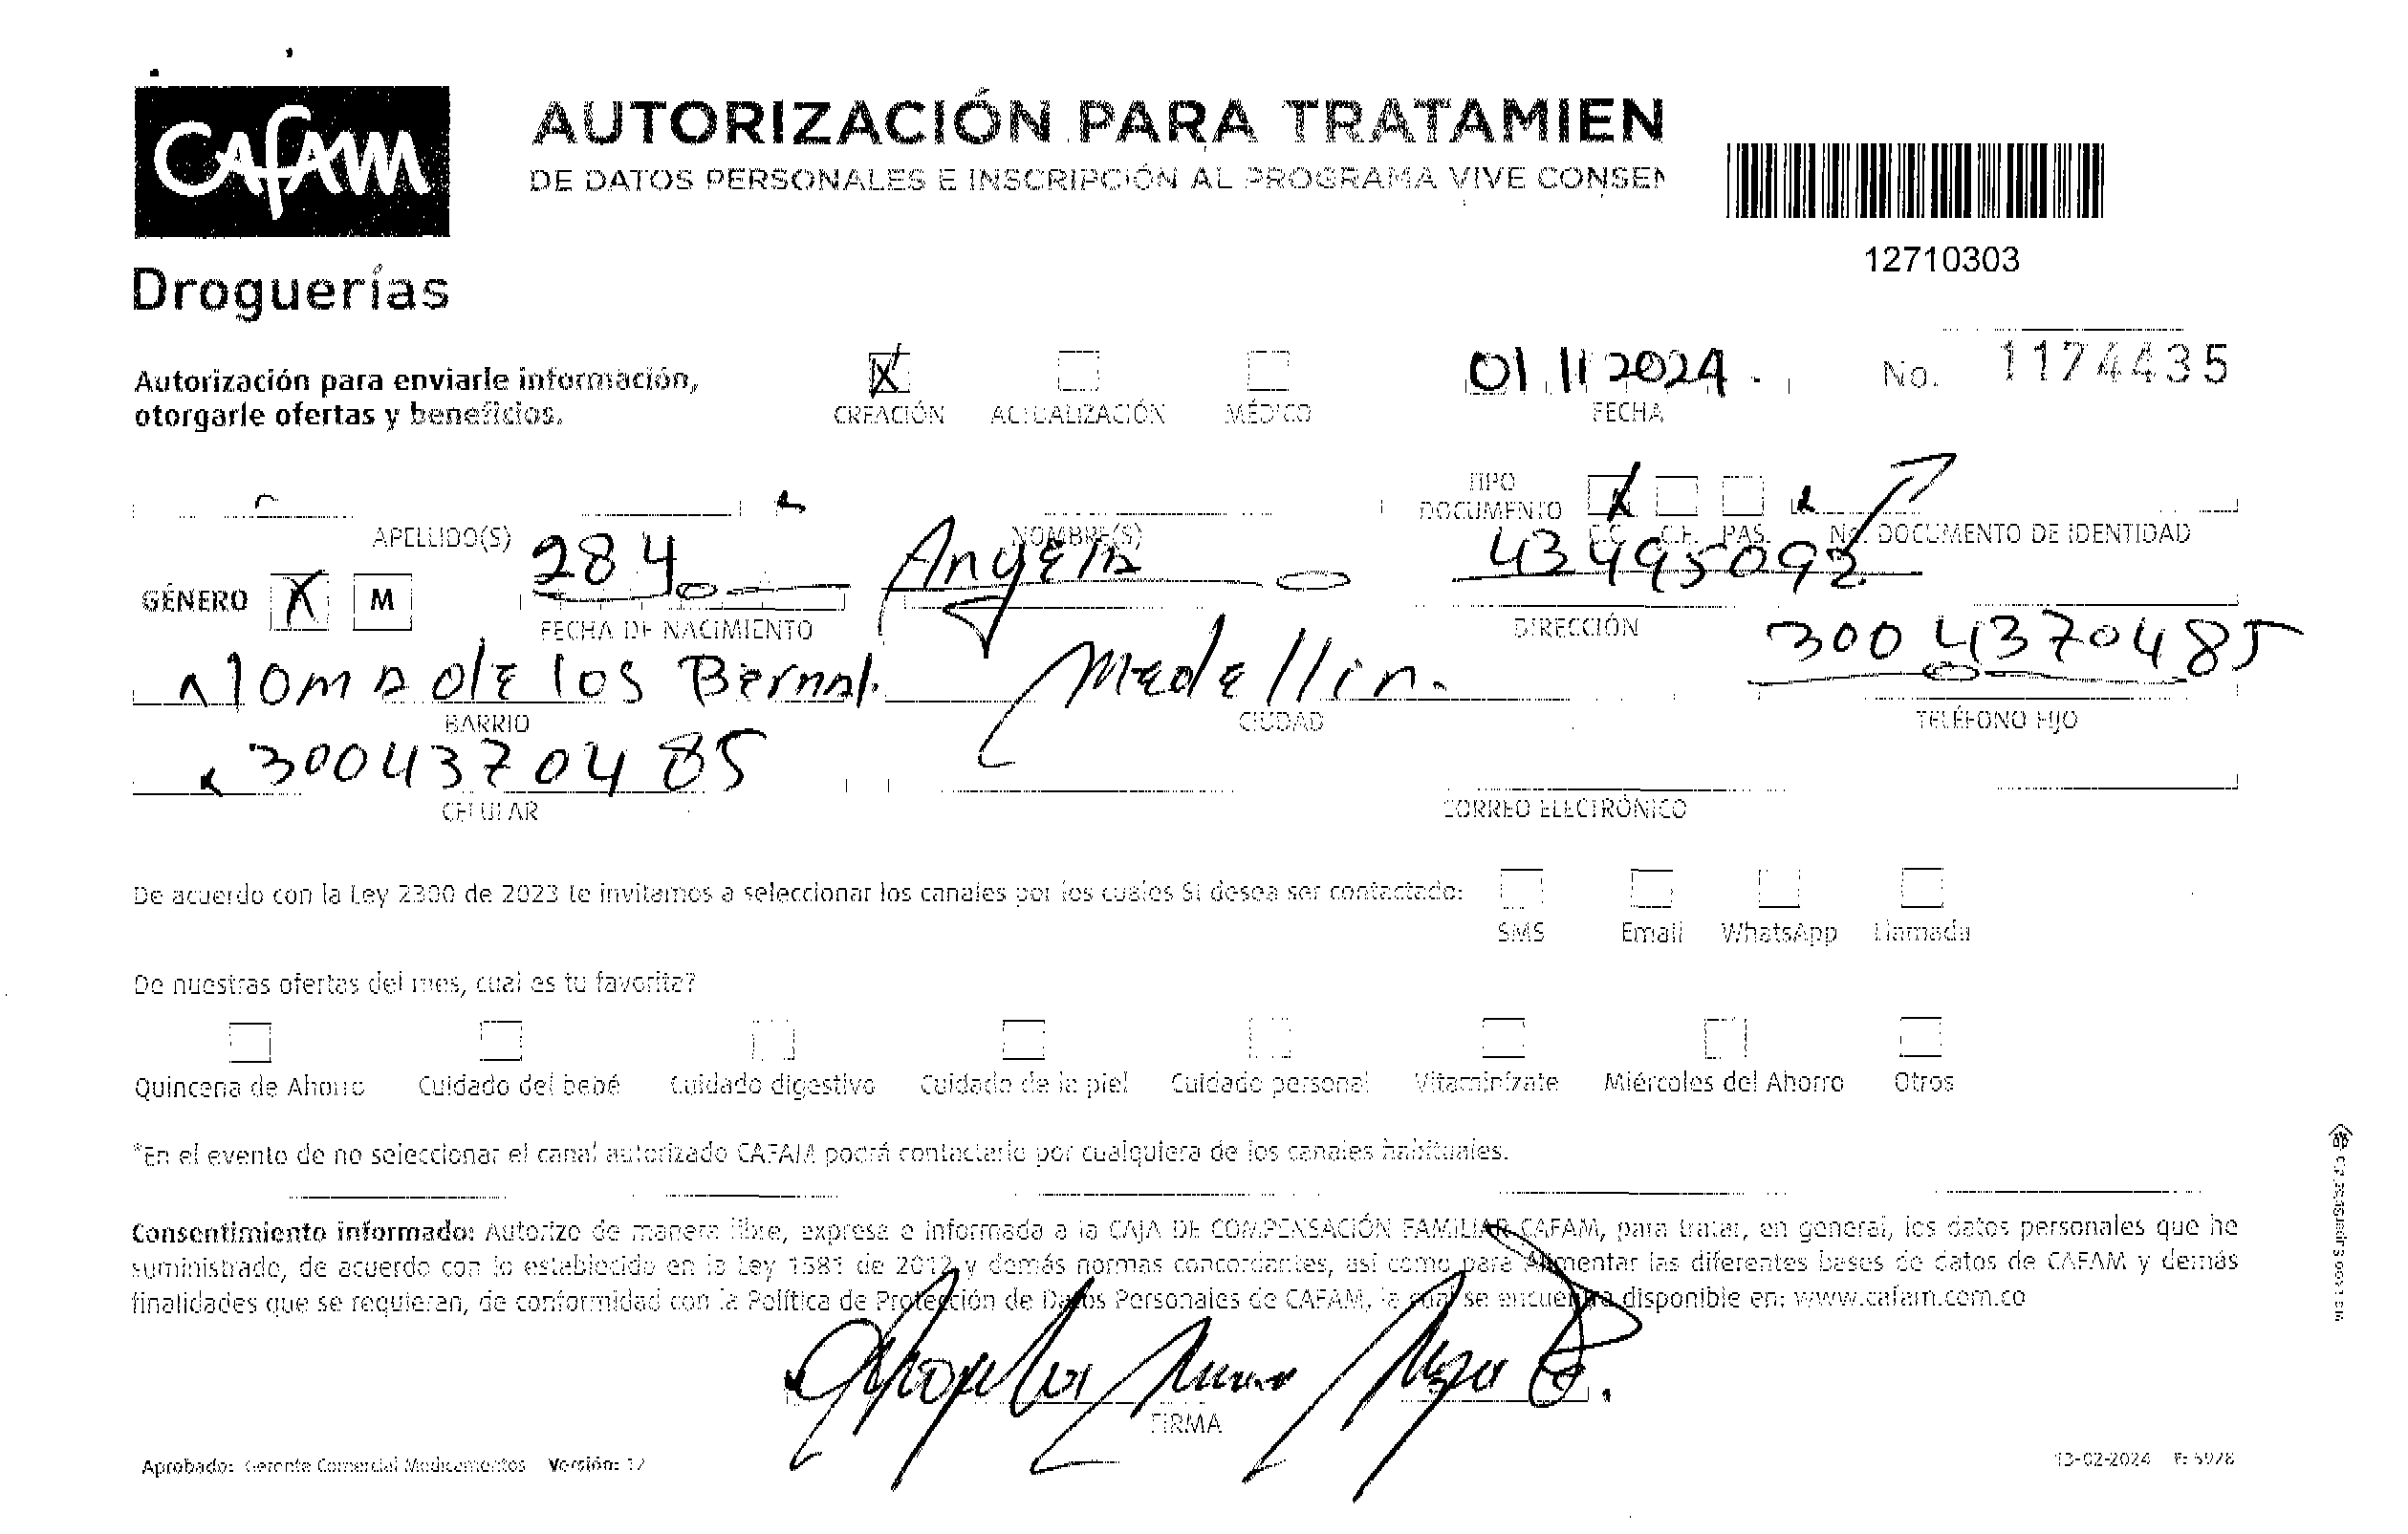 CAFAM
Droguerías
AUTORIZACIÓN PARA TRATAMIEN
DE DATOS PERSONALES E INSCRIPCIÓN AL PROGRAMA VIVE CONSEN
12710303
Autorización para enviarle información,
otorgarle ofertas y beneficios.
X
CREACIÓN ACTUALIZACIÓN MÉDICO
01 11 2024
FECHA
No. 1174435
APELLIDO(S) NOMBRE(S)
TIPO
DOCUMENTO X C.C. C.E. PAS. No. DOCUMENTO DE IDENTIDAD
GÉNERO X M 284 Angela 43495092
FECHA DE NACIMIENTO DIRECCIÓN
loma de los Bernal. Medellin. 3004370485
BARRIO CIUDAD TELÉFONO FIJO
3004370485
CELULAR CORREO ELECTRÓNICO
De acuerdo con la Ley 2300 de 2023 te invitamos a seleccionar los canales por los cuales SI desea ser contactado:
SMS Email WhatsApp Llamada
De nuestras ofertas del mes, cual es tu favorita?
Quincena de Ahorro Cuidado del bebé Cuidado digestivo Cuidado de la piel Cuidado personal Vitaminízate Miércoles del Ahorro Otros
*En el evento de no seleccionar el canal autorizado CAFAM podrá contactarlo por cualquiera de los canales habituales.
Consentimiento informado: Autorizo de manera libre, expresa e informada a la CAJA DE COMPENSACIÓN FAMILIAR CAFAM, para tratar, en general, los datos personales que he
suministrado, de acuerdo con lo establecido en la Ley 1581 de 2012 y demás normas concordantes, así como para alimentar las diferentes bases de datos de CAFAM y demás
finalidades que se requieran, de conformidad con la Política de Protección de Datos Personales de CAFAM, la cual se encuentra disponible en: www.cafam.com.co
FIRMA
Aprobado: Gerente Comercial Medicamentos Versión: 12
13-02-2024 F: 5978